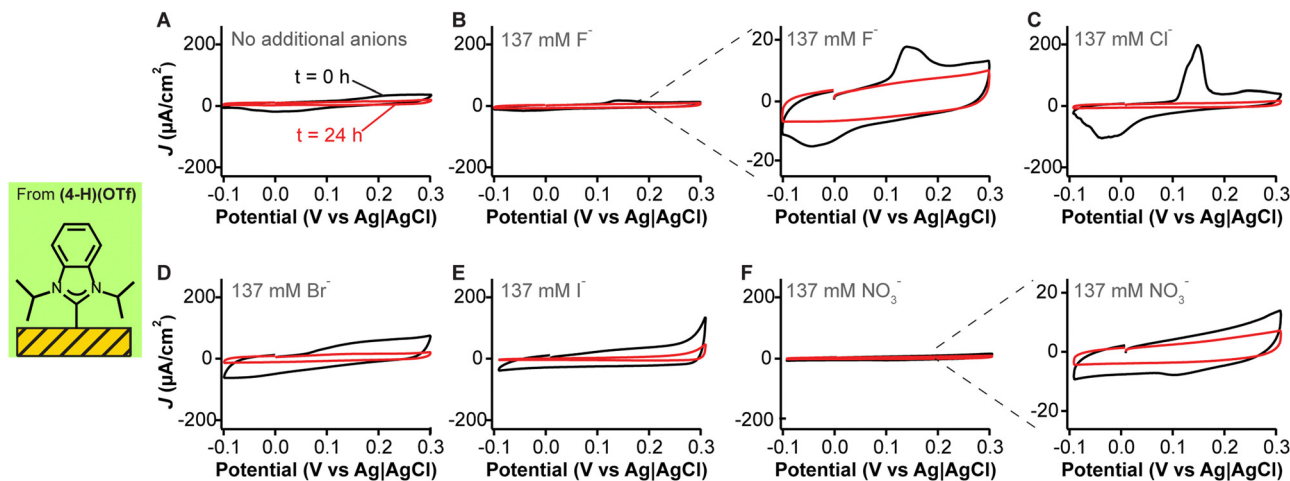 A
No additional anions
t = 0 h
t = 24 h
200
0
-200
J (µA/cm²)
-0.1 0.0 0.1 0.2 0.3
Potential (V vs Ag|AgCl)
B
137 mM F⁻
200
0
-200
-0.1 0.0 0.1 0.2 0.3
Potential (V vs Ag|AgCl)
137 mM F⁻
20
0
-20
-0.1 0.0 0.1 0.2 0.3
Potential (V vs Ag|AgCl)
C
137 mM Cl⁻
200
0
-200
-0.1 0.0 0.1 0.2 0.3
Potential (V vs Ag|AgCl)
From (4-H)(OTf)
N N
D
137 mM Br⁻
200
0
-200
J (µA/cm²)
-0.1 0.0 0.1 0.2 0.3
Potential (V vs Ag|AgCl)
E
137 mM I⁻
200
0
-200
-0.1 0.0 0.1 0.2 0.3
Potential (V vs Ag|AgCl)
F
137 mM NO₃⁻
200
0
-200
-0.1 0.0 0.1 0.2 0.3
Potential (V vs Ag|AgCl)
137 mM NO₃⁻
20
0
-20
-0.1 0.0 0.1 0.2 0.3
Potential (V vs Ag|AgCl)